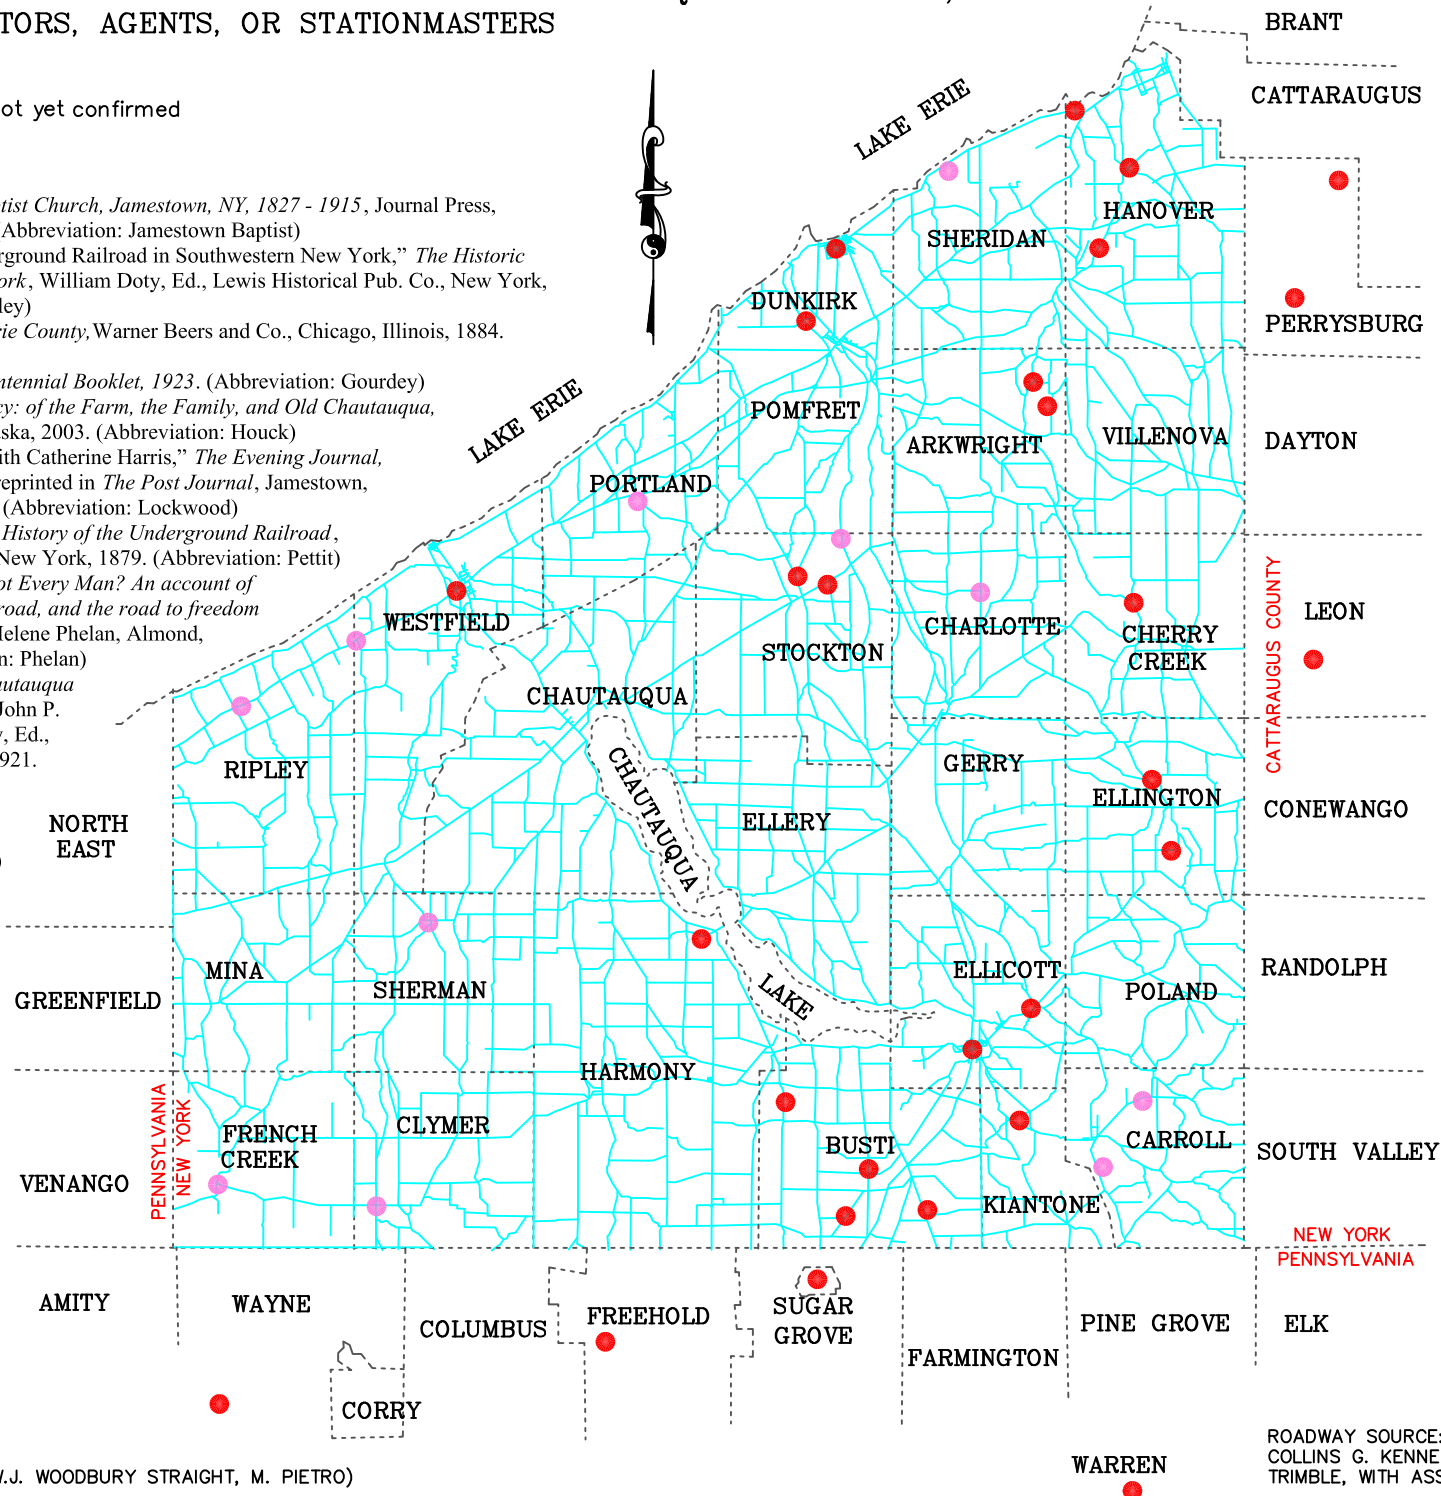 TORS, AGENTS, OR STATIONMASTERS
ot yet confirmed
tist Church, Jamestown, NY, 1827 - 1915, Journal Press,
(Abbreviation: Jamestown Baptist)
rground Railroad in Southwestern New York,” The Historic
ork, William Doty, Ed., Lewis Historical Pub. Co., New York,
ley)
rie County, Warner Beers and Co., Chicago, Illinois, 1884.
ntennial Booklet, 1923. (Abbreviation: Gourdey)
cy: of the Farm, the Family, and Old Chautauqua,
aska, 2003. (Abbreviation: Houck)
ith Catherine Harris,” The Evening Journal,
reprinted in The Post Journal, Jamestown,
(Abbreviation: Lockwood)
History of the Underground Railroad,
New York, 1879. (Abbreviation: Pettit)
ot Every Man? An account of
road, and the road to freedom
Helene Phelan, Almond,
n: Phelan)
autauqua
John P.
y, Ed.,
921.
BRANT
CATTARAUGUS
LAKE ERIE
HANOVER
SHERIDAN
DUNKIRK
PERRYSBURG
LAKE ERIE
POMFRET
ARKWRIGHT
VILLENOVA
DAYTON
PORTLAND
WESTFIELD
STOCKTON
CHARLOTTE
CHERRY
CREEK
CATTARAUGUS COUNTY
LEON
CHAUTAUQUA
RIPLEY
CHAUTAUQUA
LAKE
GERRY
ELLINGTON
CONEWANGO
NORTH
EAST
ELLERY
MINA
SHERMAN
ELLICOTT
POLAND
RANDOLPH
GREENFIELD
HARMONY
PENNSYLVANIA
NEW YORK
FRENCH
CREEK
CLYMER
BUSTI
CARROLL
SOUTH VALLEY
VENANGO
KIANTONE
NEW YORK
PENNSYLVANIA
AMITY
WAYNE
COLUMBUS
FREEHOLD
SUGAR
GROVE
FARMINGTON
PINE GROVE
ELK
CORRY
WARREN
W.J. WOODBURY STRAIGHT, M. PIETRO)
ROADWAY SOURCE:
COLLINS G. KENNE
TRIMBLE, WITH ASS